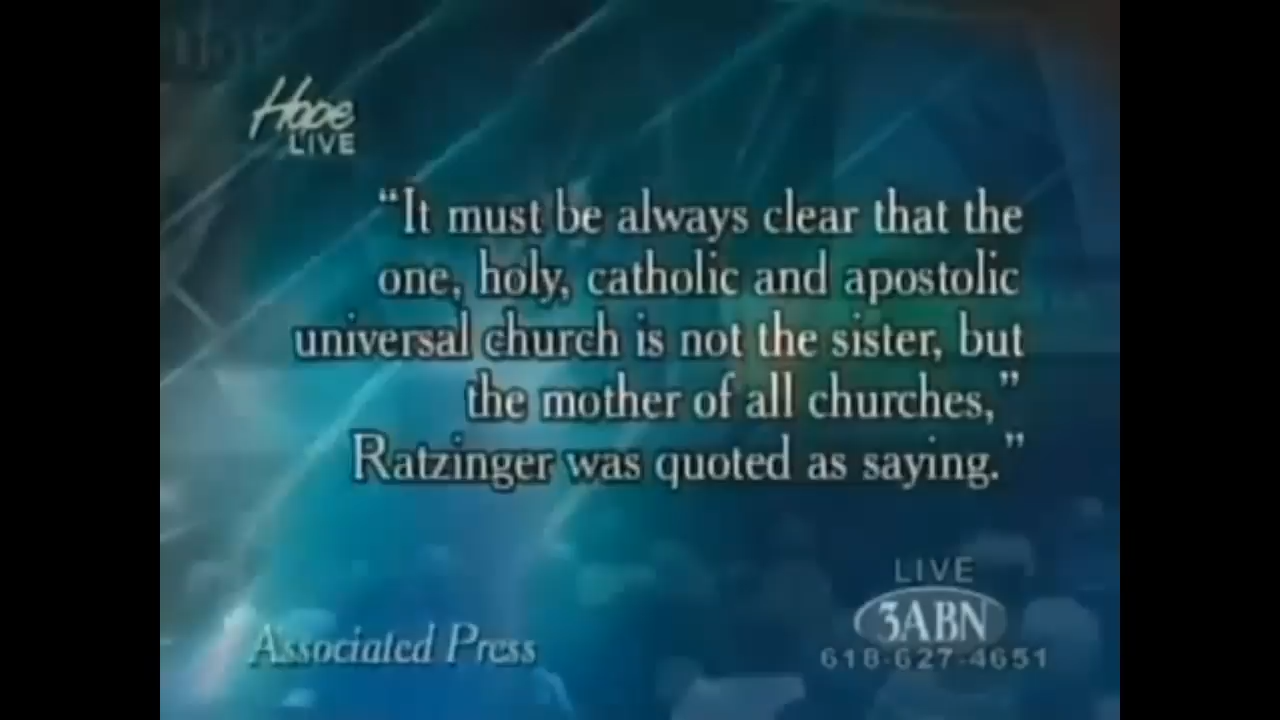 Hope
LIVE
“It must be always clear that the
one, holy, catholic and apostolic
universal church is not the sister, but
the mother of all churches,”
Ratzinger was quoted as saying.”
Associated Press
LIVE
3ABN
618-627-4651